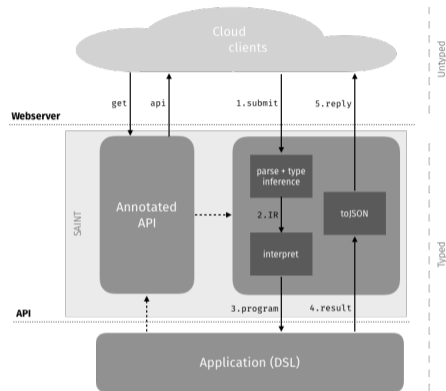 Cloud
clients
Untyped
get
api
1.submit
5.reply
Webserver
SAINT
Annotated
API
parse + type
inference
2.IR
interpret
toJSON
Typed
3.program
4.result
API
Application (DSL)